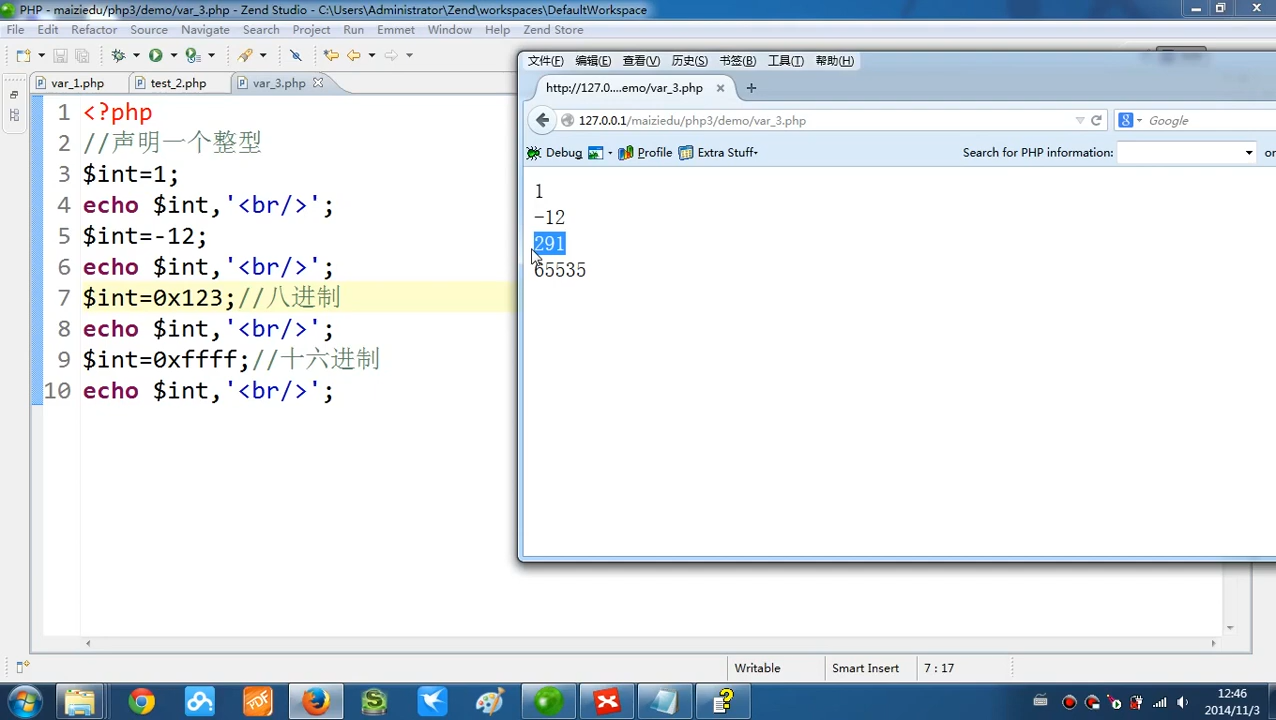 PHP - maiziedu/php3/demo/var_3.php - Zend Studio - C:\Users\Administrator\Zend\workspaces\DefaultWorkspace
File Edit Refactor Source Navigate Search Project Run Emmet Window Help Zend Store
var_1.php test_2.php var_3.php
1 <?php
2 //声明一个整型
3 $int=1;
4 echo $int,'<br/>';
5 $int=-12;
6 echo $int,'<br/>';
7 $int=0x123;//八进制
8 echo $int,'<br/>';
9 $int=0xffff;//十六进制
10 echo $int,'<br/>';
文件(F) 编辑(E) 查看(V) 历史(S) 书签(B) 工具(T) 帮助(H)
http://127.0....emo/var_3.php
127.0.0.1/maiziedu/php3/demo/var_3.php
Google
Debug Profile Extra Stuff Search for PHP information: or
1
-12
291
65535
Writable Smart Insert 7 : 17
12:46
2014/11/3